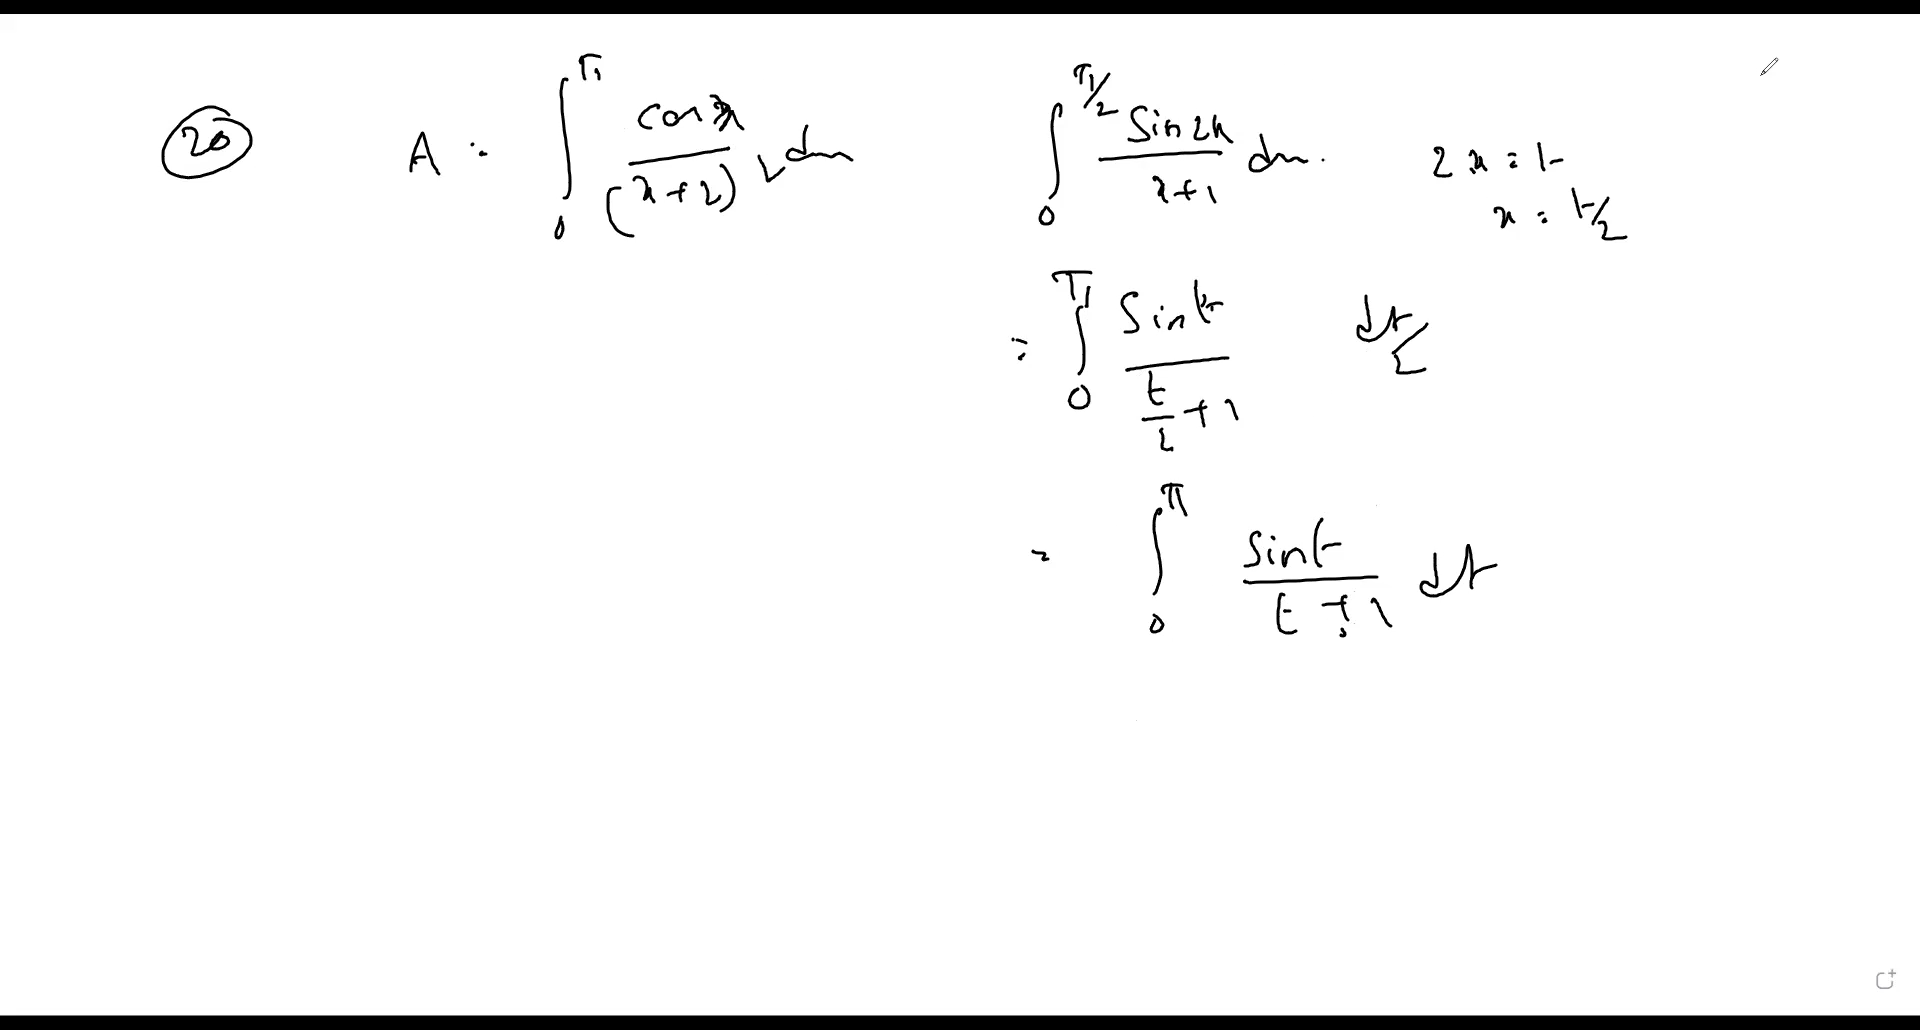 20 A : ∫₀^π cos x / (x+2)² dx ∫₀^{π/2} sin 2x / (x+1) dx. 2x = t
x = t/2
= ∫₀^π sin t / (t/2 + 1) dt/2
= ∫₀^π sin t / (t + 1) dt